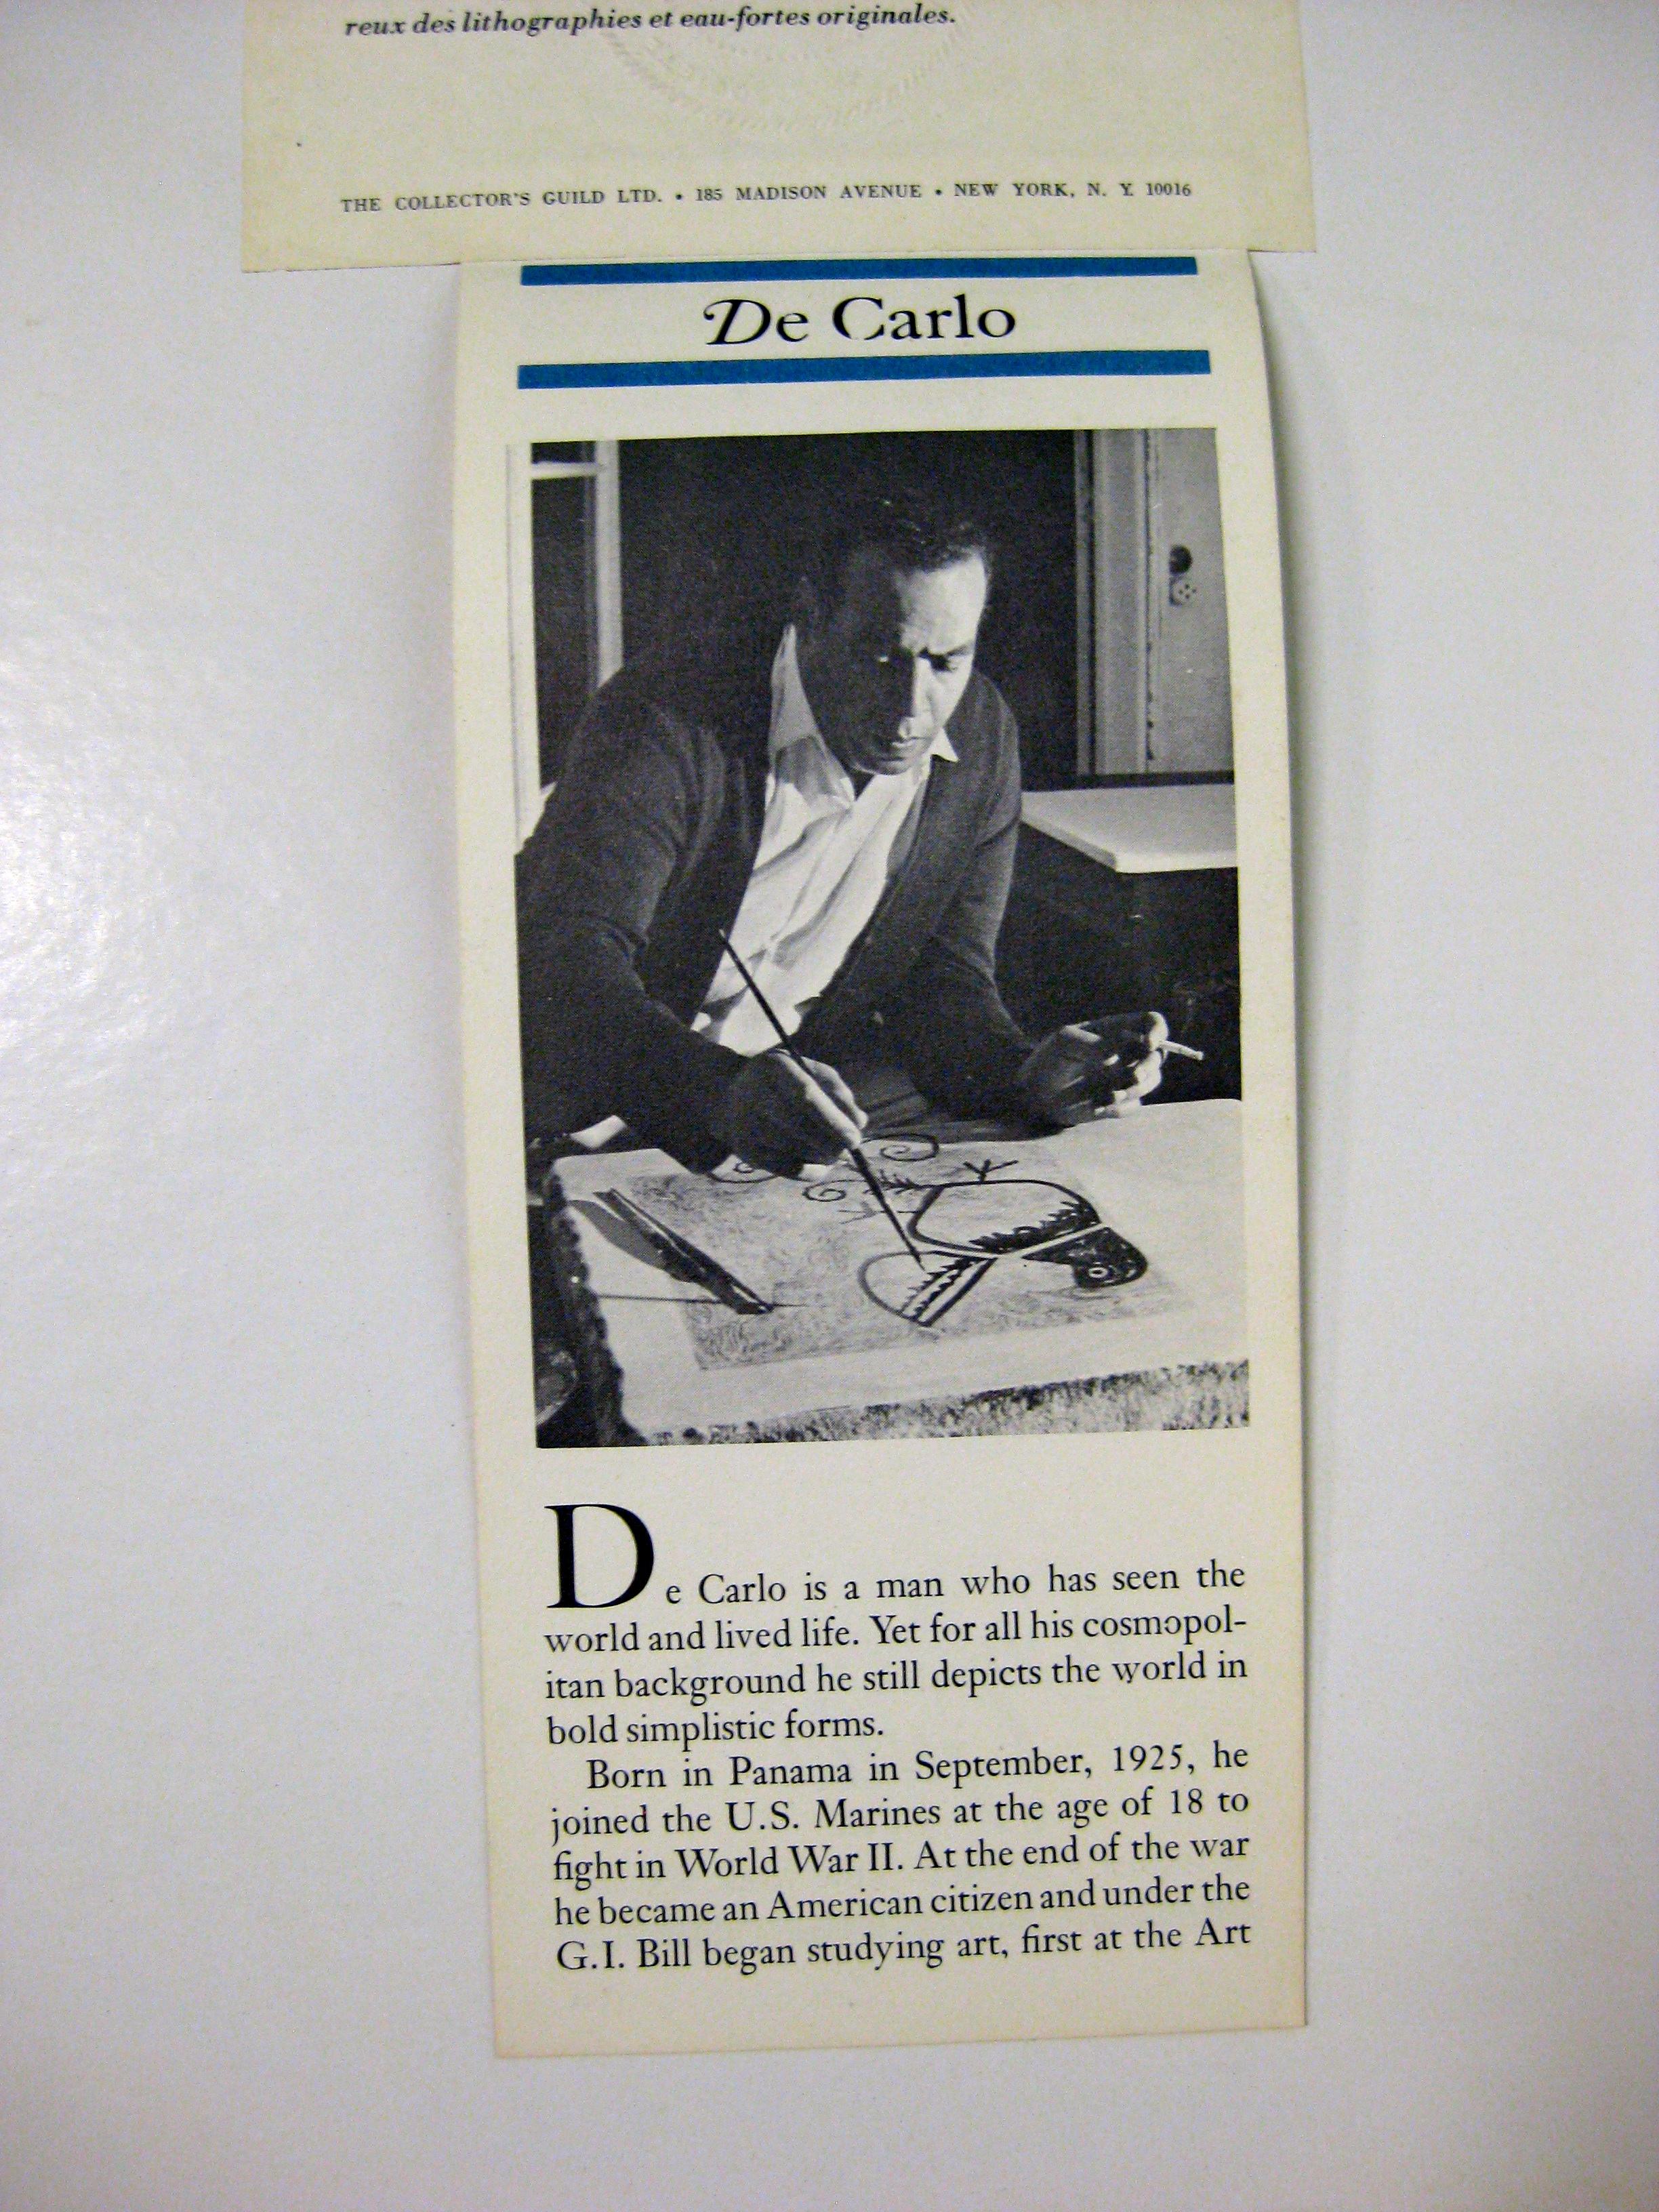 reux des lithographies et eau-fortes originales.
THE COLLECTOR'S GUILD LTD. • 185 MADISON AVENUE • NEW YORK, N. Y. 10016
De Carlo
De Carlo is a man who has seen the
world and lived life. Yet for all his cosmopol-
itan background he still depicts the world in
bold simplistic forms.
Born in Panama in September, 1925, he
joined the U.S. Marines at the age of 18 to
fight in World War II. At the end of the war
he became an American citizen and under the
G.I. Bill began studying art, first at the Art